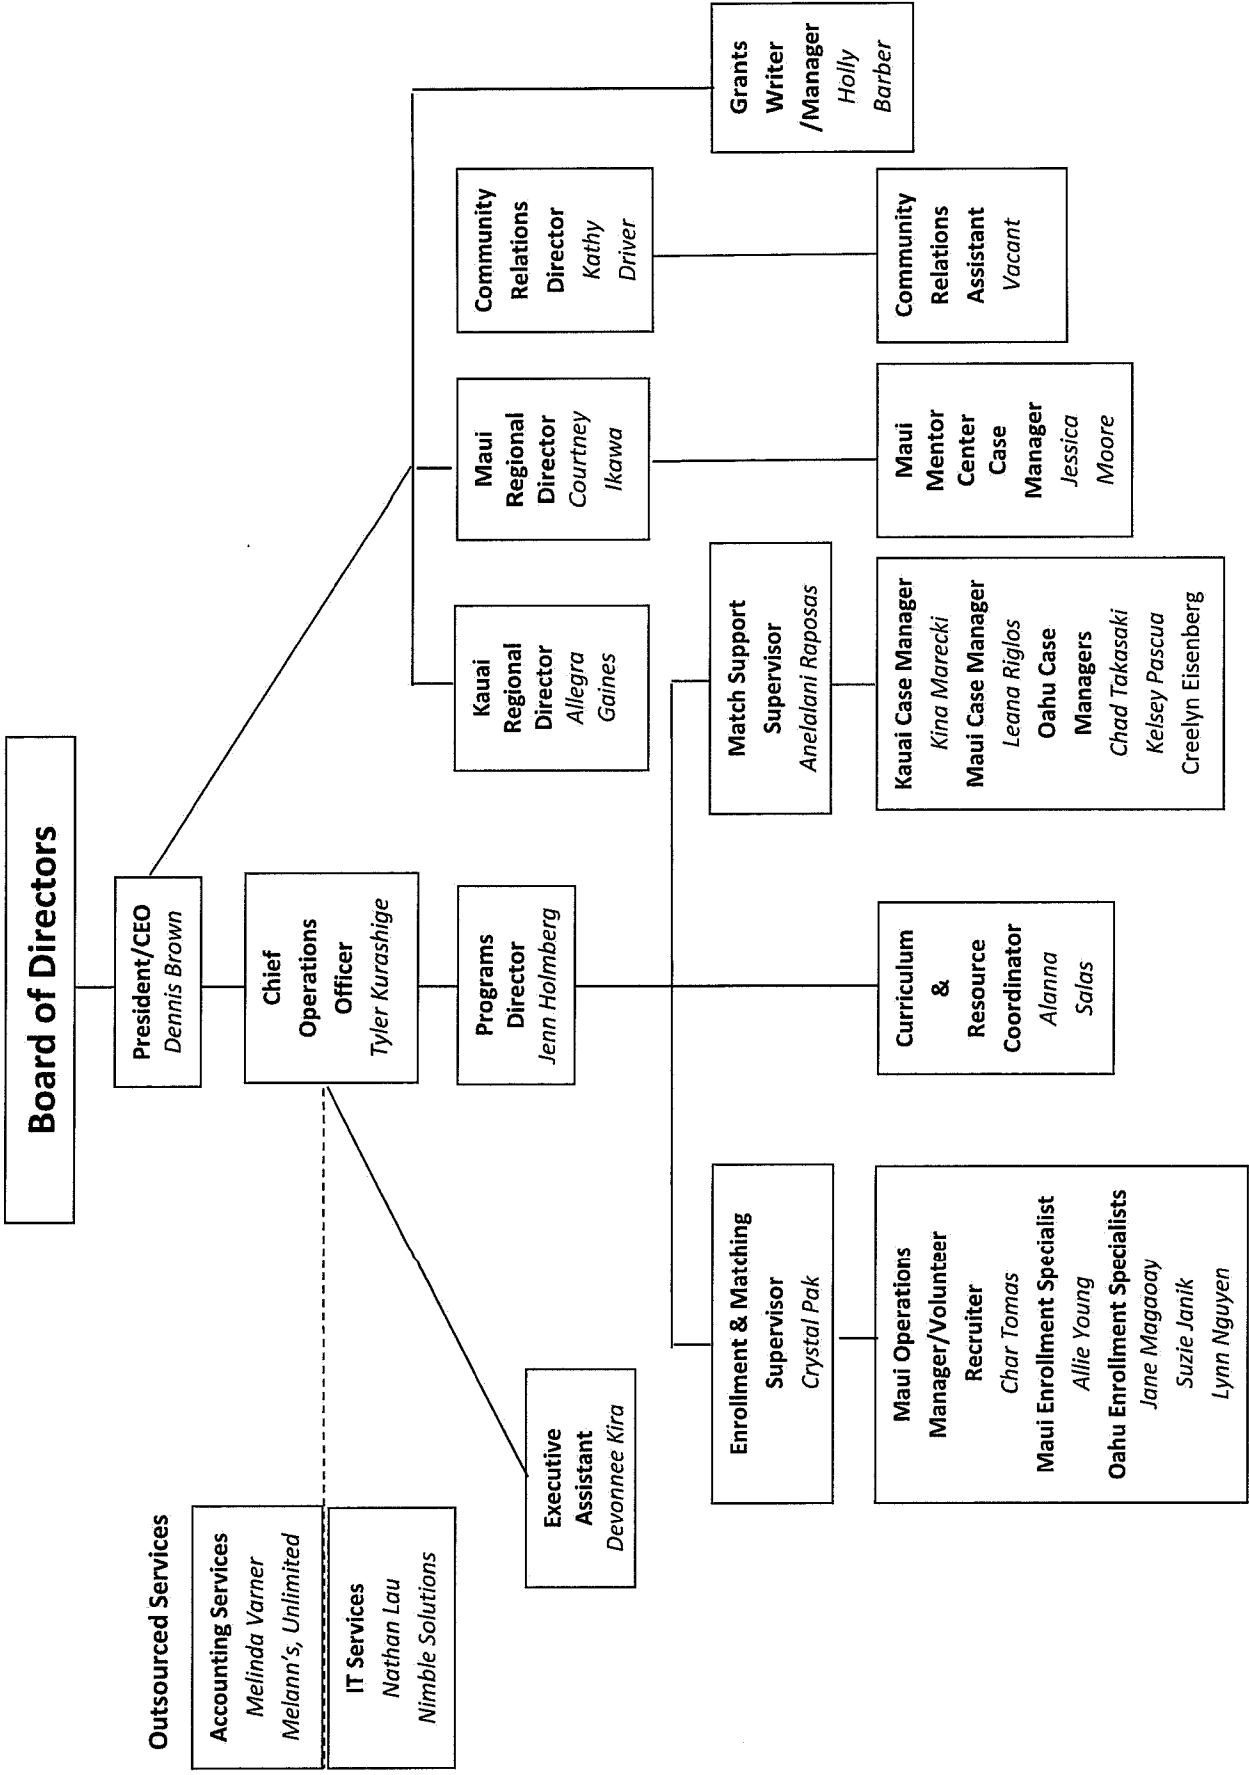 Board of Directors
President/CEO
Dennis Brown
Outsourced Services
Accounting Services
Melinda Varner
Melann's, Unlimited
IT Services
Nathan Lau
Nimble Solutions
Chief
Operations
Officer
Tyler Kurashige
Executive
Assistant
Devonnee Kira
Programs
Director
Jenn Holmberg
Kauai
Regional
Director
Allegra
Gaines
Maui
Regional
Director
Courtney
Ikawa
Community
Relations
Director
Kathy
Driver
Grants
Writer
/Manager
Holly
Barber
Enrollment & Matching
Supervisor
Crystal Pak
Match Support
Supervisor
Anelalani Raposas
Maui Operations
Manager/Volunteer
Recruiter
Char Tomas
Maui Enrollment Specialist
Allie Young
Oahu Enrollment Specialists
Jane Magaoay
Suzie Janik
Lynn Nguyen
Curriculum
&
Resource
Coordinator
Alanna
Salas
Kauai Case Manager
Kina Marecki
Maui Case Manager
Leana Riglos
Oahu Case
Managers
Chad Takasaki
Kelsey Pascua
Creelyn Eisenberg
Maui
Mentor
Center
Case
Manager
Jessica
Moore
Community
Relations
Assistant
Vacant